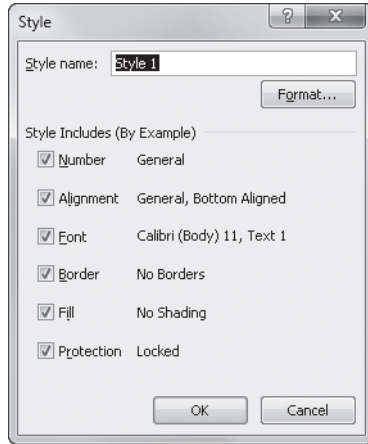 Style
Style name: Style 1
Format...
Style Includes (By Example)
Number General
Alignment General, Bottom Aligned
Font Calibri (Body) 11, Text 1
Border No Borders
Fill No Shading
Protection Locked
OK Cancel